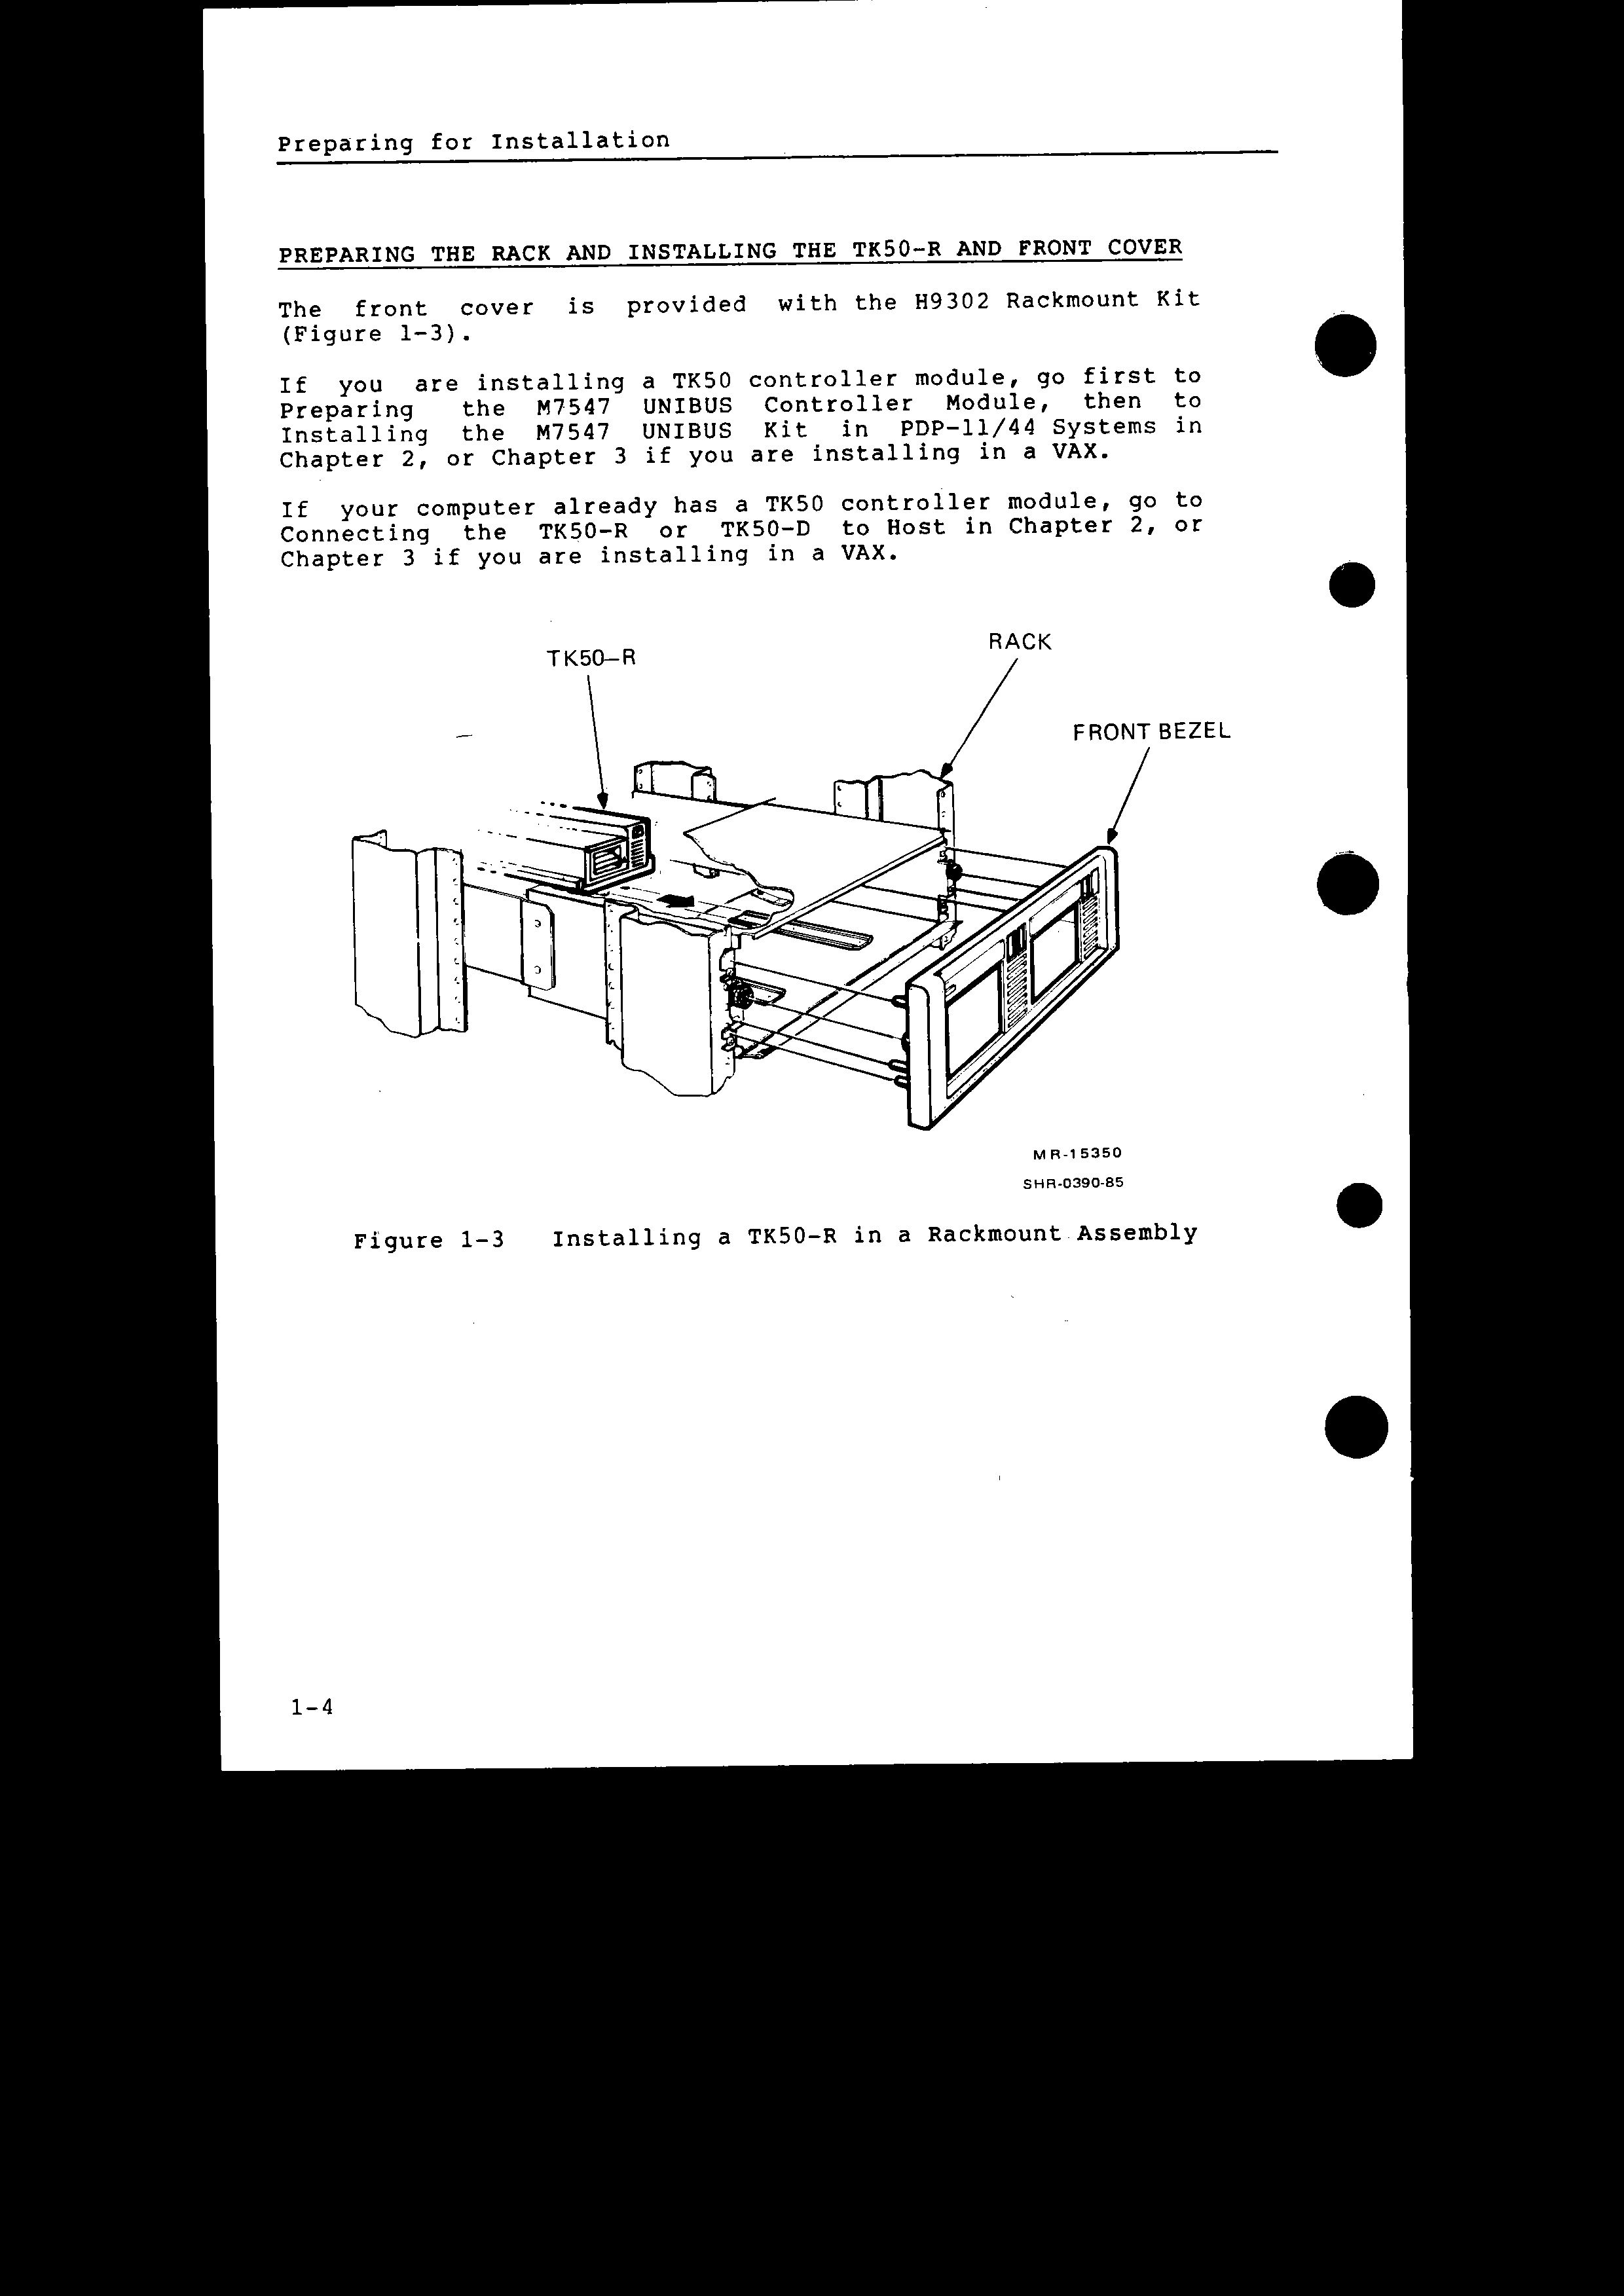 Preparing for Installation
PREPARING THE RACK AND INSTALLING THE TK50-R AND FRONT COVER
The front cover is provided with the H9302 Rackmount Kit
(Figure 1-3).
If you are installing a TK50 controller module, go first to
Preparing the M7547 UNIBUS Controller Module, then to
Installing the M7547 UNIBUS Kit in PDP-11/44 Systems in
Chapter 2, or Chapter 3 if you are installing in a VAX.
If your computer already has a TK50 controller module, go to
Connecting the TK50-R or TK50-D to Host in Chapter 2, or
Chapter 3 if you are installing in a VAX.
TK50-R
RACK
FRONT BEZEL
MR-15350
SHR-0390-85
Figure 1-3 Installing a TK50-R in a Rackmount Assembly
1-4